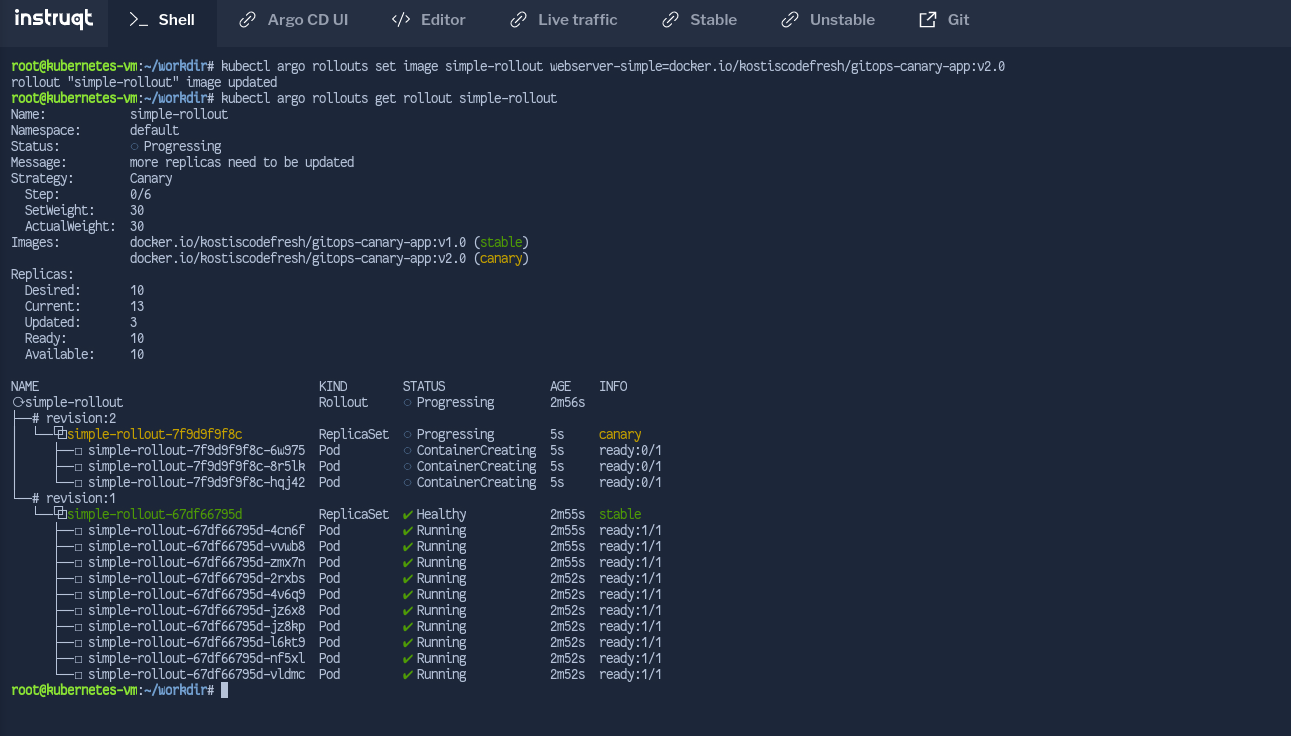 instruqt >_ Shell Argo CD UI </> Editor Live traffic Stable Unstable Git
root@kubernetes-vm:~/workdir# kubectl argo rollouts set image simple-rollout webserver-simple=docker.io/kostiscodefresh/gitops-canary-app:v2.0
rollout "simple-rollout" image updated
root@kubernetes-vm:~/workdir# kubectl argo rollouts get rollout simple-rollout
Name:            simple-rollout
Namespace:       default
Status:          ◌ Progressing
Message:         more replicas need to be updated
Strategy:        Canary
  Step:          0/6
  SetWeight:     30
  ActualWeight:  30
Images:          docker.io/kostiscodefresh/gitops-canary-app:v1.0 (stable)
                 docker.io/kostiscodefresh/gitops-canary-app:v2.0 (canary)
Replicas:
  Desired:       10
  Current:       13
  Updated:       3
  Ready:         10
  Available:     10
NAME                                        KIND        STATUS               AGE    INFO
⟳ simple-rollout                            Rollout     ◌ Progressing        2m56s
├──# revision:2
│  └──⧉ simple-rollout-7f9d9f9f8c           ReplicaSet  ◌ Progressing        5s     canary
│     ├──□ simple-rollout-7f9d9f9f8c-6w975  Pod         ◌ ContainerCreating  5s     ready:0/1
│     ├──□ simple-rollout-7f9d9f9f8c-8r5lk  Pod         ◌ ContainerCreating  5s     ready:0/1
│     └──□ simple-rollout-7f9d9f9f8c-hqj42  Pod         ◌ ContainerCreating  5s     ready:0/1
└──# revision:1
   └──⧉ simple-rollout-67df66795d           ReplicaSet  ✔ Healthy            2m55s  stable
      ├──□ simple-rollout-67df66795d-4cn6f  Pod         ✔ Running            2m55s  ready:1/1
      ├──□ simple-rollout-67df66795d-vvwb8  Pod         ✔ Running            2m55s  ready:1/1
      ├──□ simple-rollout-67df66795d-zmx7n  Pod         ✔ Running            2m55s  ready:1/1
      ├──□ simple-rollout-67df66795d-2rxbs  Pod         ✔ Running            2m52s  ready:1/1
      ├──□ simple-rollout-67df66795d-4v6q9  Pod         ✔ Running            2m52s  ready:1/1
      ├──□ simple-rollout-67df66795d-jz6x8  Pod         ✔ Running            2m52s  ready:1/1
      ├──□ simple-rollout-67df66795d-jz8kp  Pod         ✔ Running            2m52s  ready:1/1
      ├──□ simple-rollout-67df66795d-l6kt9  Pod         ✔ Running            2m52s  ready:1/1
      ├──□ simple-rollout-67df66795d-nf5xl  Pod         ✔ Running            2m52s  ready:1/1
      └──□ simple-rollout-67df66795d-vldmc  Pod         ✔ Running            2m52s  ready:1/1
root@kubernetes-vm:~/workdir#